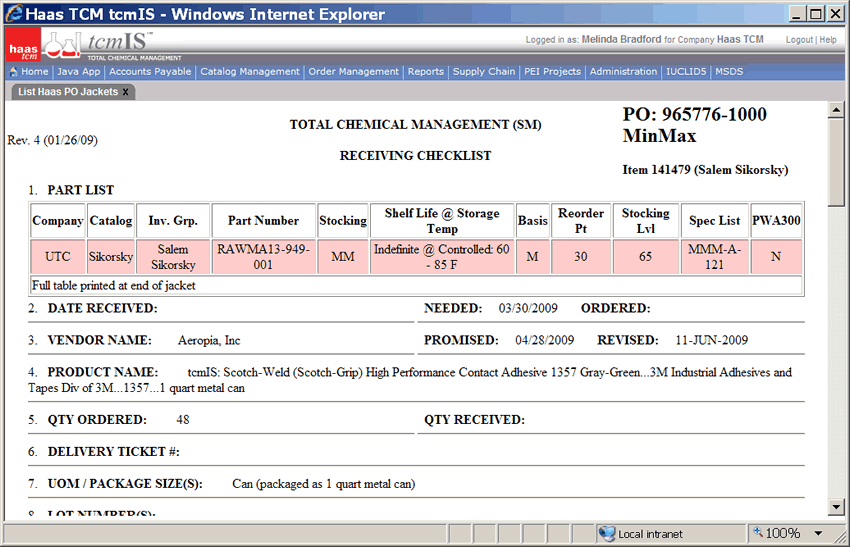 Haas TCM tcmIS - Windows Internet Explorer
haas tcm
tcmIS™
TOTAL CHEMICAL MANAGEMENT
Logged in as: Melinda Bradford for Company Haas TCM
Logout | Help
Home | Java App | Accounts Payable | Catalog Management | Order Management | Reports | Supply Chain | PEI Projects | Administration | IUCLID5 | MSDS
List Haas PO Jackets x
PO: 965776-1000
MinMax
TOTAL CHEMICAL MANAGEMENT (SM)
Rev. 4 (01/26/09)
RECEIVING CHECKLIST
Item 141479 (Salem Sikorsky)
1. PART LIST
Company Catalog Inv. Grp. Part Number Stocking Shelf Life @ Storage Temp Basis Reorder Pt Stocking Lvl Spec List PWA300
UTC Sikorsky Salem Sikorsky RAWMA13-949-001 MM Indefinite @ Controlled: 60 - 85 F M 30 65 MMM-A-121 N
Full table printed at end of jacket
2. DATE RECEIVED: NEEDED: 03/30/2009 ORDERED:
3. VENDOR NAME: Aeropia, Inc PROMISED: 04/28/2009 REVISED: 11-JUN-2009
4. PRODUCT NAME: tcmIS: Scotch-Weld (Scotch-Grip) High Performance Contact Adhesive 1357 Gray-Green...3M Industrial Adhesives and
Tapes Div of 3M...1357...1 quart metal can
5. QTY ORDERED: 48 QTY RECEIVED:
6. DELIVERY TICKET #:
7. UOM / PACKAGE SIZE(S): Can (packaged as 1 quart metal can)
8. LOT NUMBER(S):
Local intranet
100%